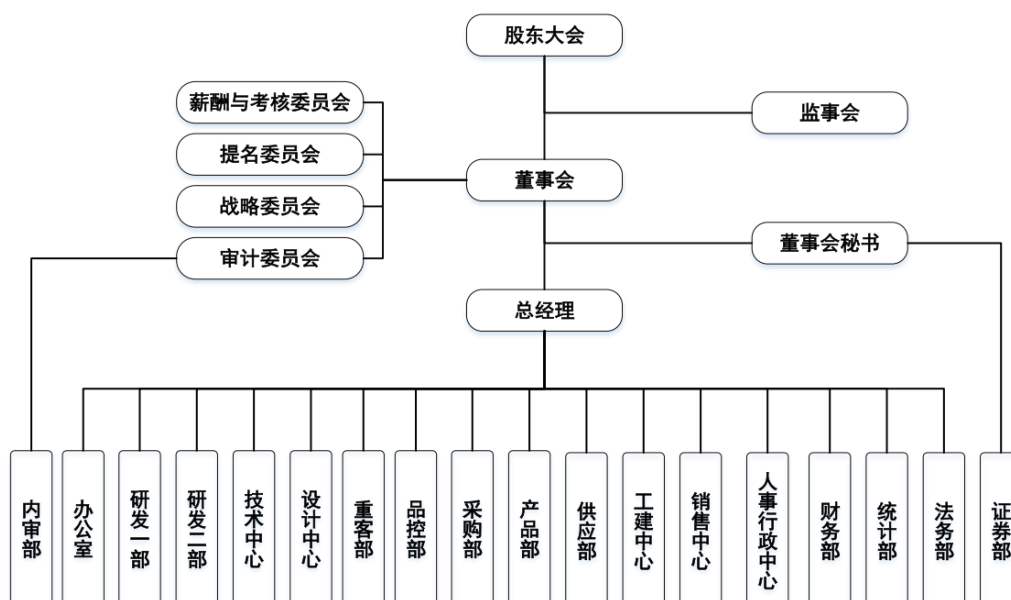 股东大会
薪酬与考核委员会
监事会
提名委员会
董事会
战略委员会
董事会秘书
审计委员会
总经理
内审部
办公室
研发一部
研发二部
技术中心
设计中心
重客部
品控部
采购部
产品部
供应部
工建中心
销售中心
人事行政中心
财务部
统计部
法务部
证券部